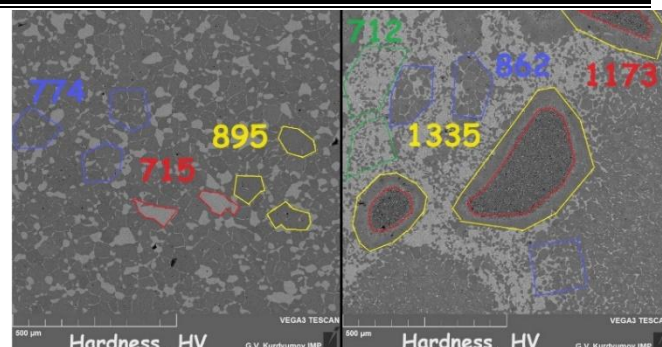 774
895
715
VEGA3 TESCAN
500 µm
Hardness HV
G.V. Kurdyumov IMP
712
862
1173
1335
VEGA3 TESCAN
500 µm
Hardness HV
G.V. Kurdyumov IMP